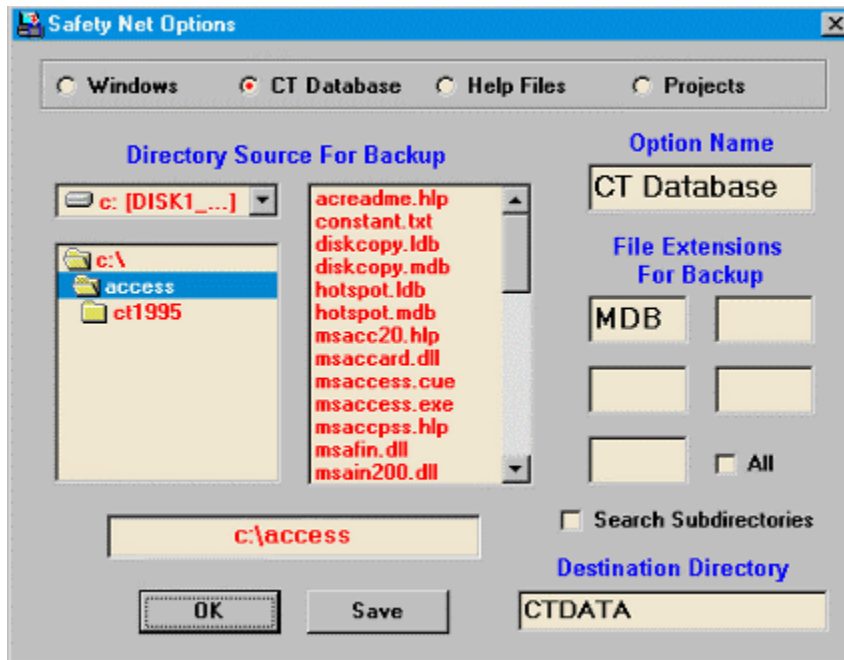 Safety Net Options
Windows CT Database Help Files Projects
Directory Source For Backup
c: [DISK1_...]
c:\
access
ct1995
acreadme.hlp
constant.txt
diskcopy.ldb
diskcopy.mdb
hotspot.ldb
hotspot.mdb
msacc20.hlp
msaccard.dll
msaccess.cue
msaccess.exe
msaccpss.hlp
msafin.dll
msain200.dll
c:\access
OK Save
Option Name
CT Database
File Extensions
For Backup
MDB
All
Search Subdirectories
Destination Directory
CTDATA